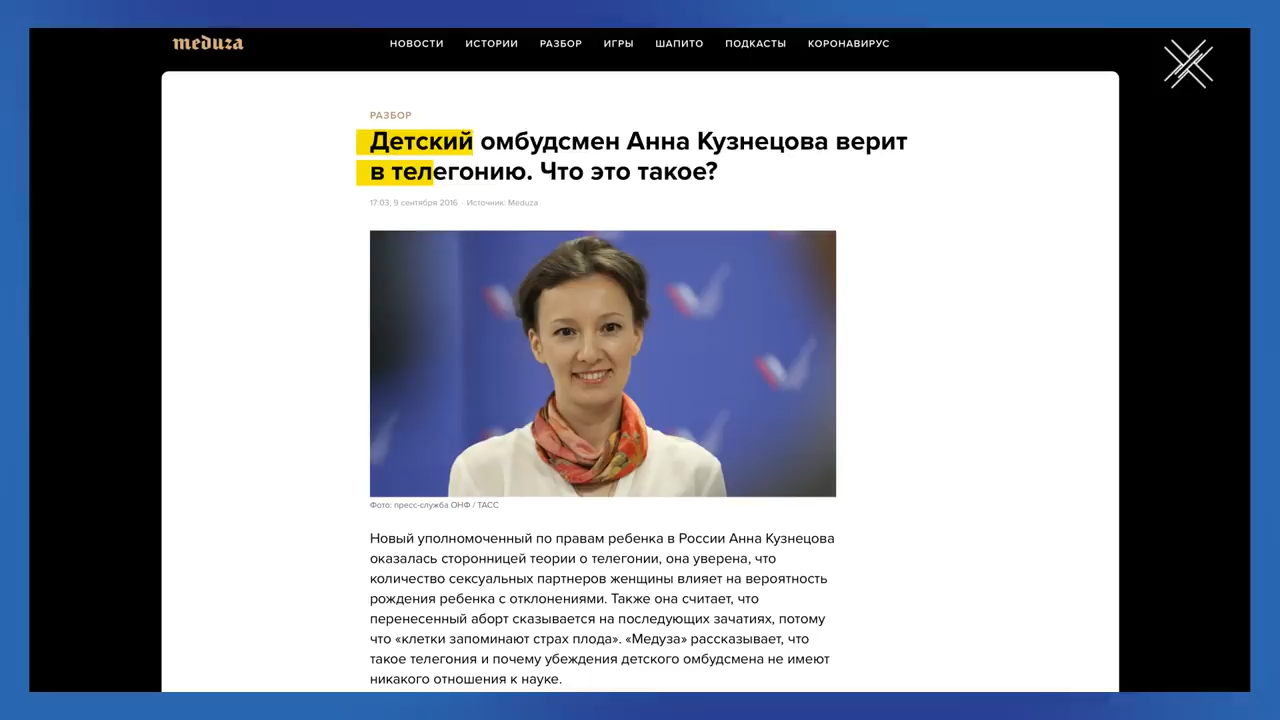 meduza
НОВОСТИ ИСТОРИИ РАЗБОР ИГРЫ ШАПИТО ПОДКАСТЫ КОРОНАВИРУС
РАЗБОР
Детский омбудсмен Анна Кузнецова верит
в телегонию. Что это такое?
17:03, 9 сентября 2016 · Источник: Meduza
Фото: пресс-служба ОНФ / ТАСС
Новый уполномоченный по правам ребенка в России Анна Кузнецова
оказалась сторонницей теории о телегонии, она уверена, что
количество сексуальных партнеров женщины влияет на вероятность
рождения ребенка с отклонениями. Также она считает, что
перенесенный аборт сказывается на последующих зачатиях, потому
что «клетки запоминают страх плода». «Медуза» рассказывает, что
такое телегония и почему убеждения детского омбудсмена не имеют
никакого отношения к науке.